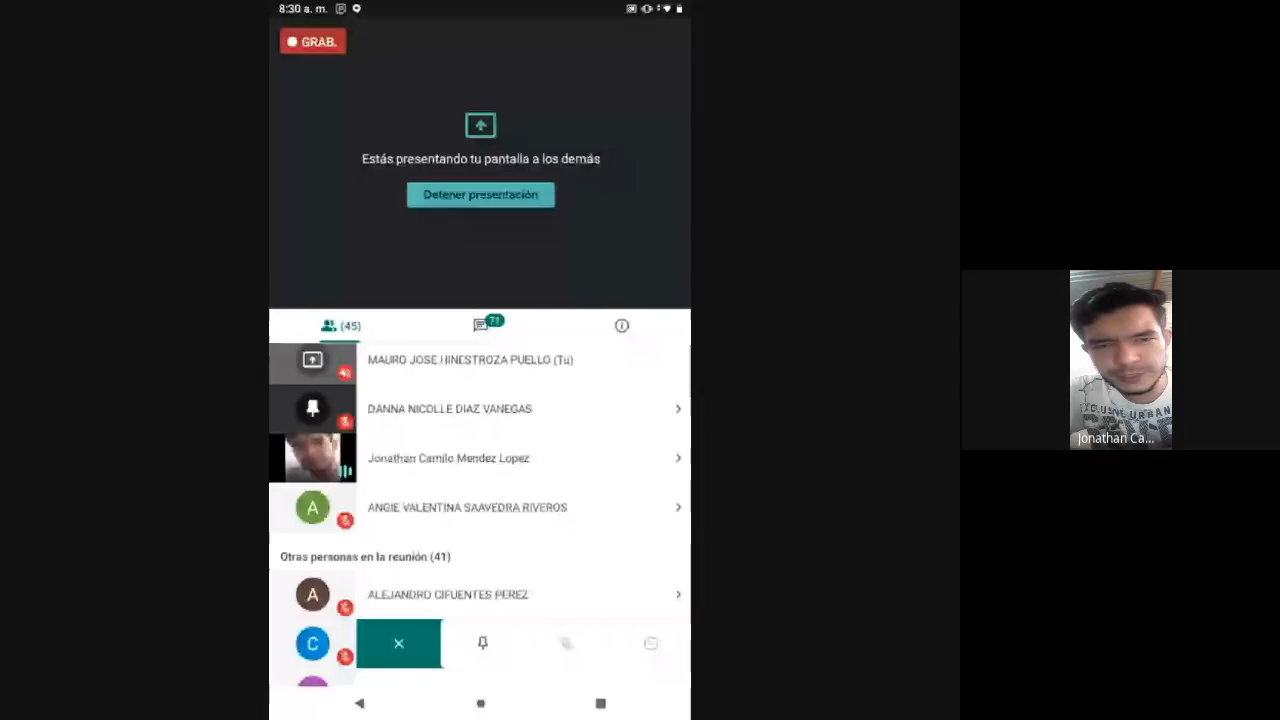 8:30 a. m.
GRAB.
Estás presentando tu pantalla a los demás
Detener presentación
(45)
71
MAURO JOSE HINESTROZA PUELLO (Tú)
DANNA NICOLLE DIAZ VANEGAS
Jonathan Camilo Mendez Lopez
A
ANGIE VALENTINA SAAVEDRA RIVEROS
Otras personas en la reunión (41)
A
ALEJANDRO CIFUENTES PEREZ
C
EXCLUSIVE URBAN
Jonathan Ca...